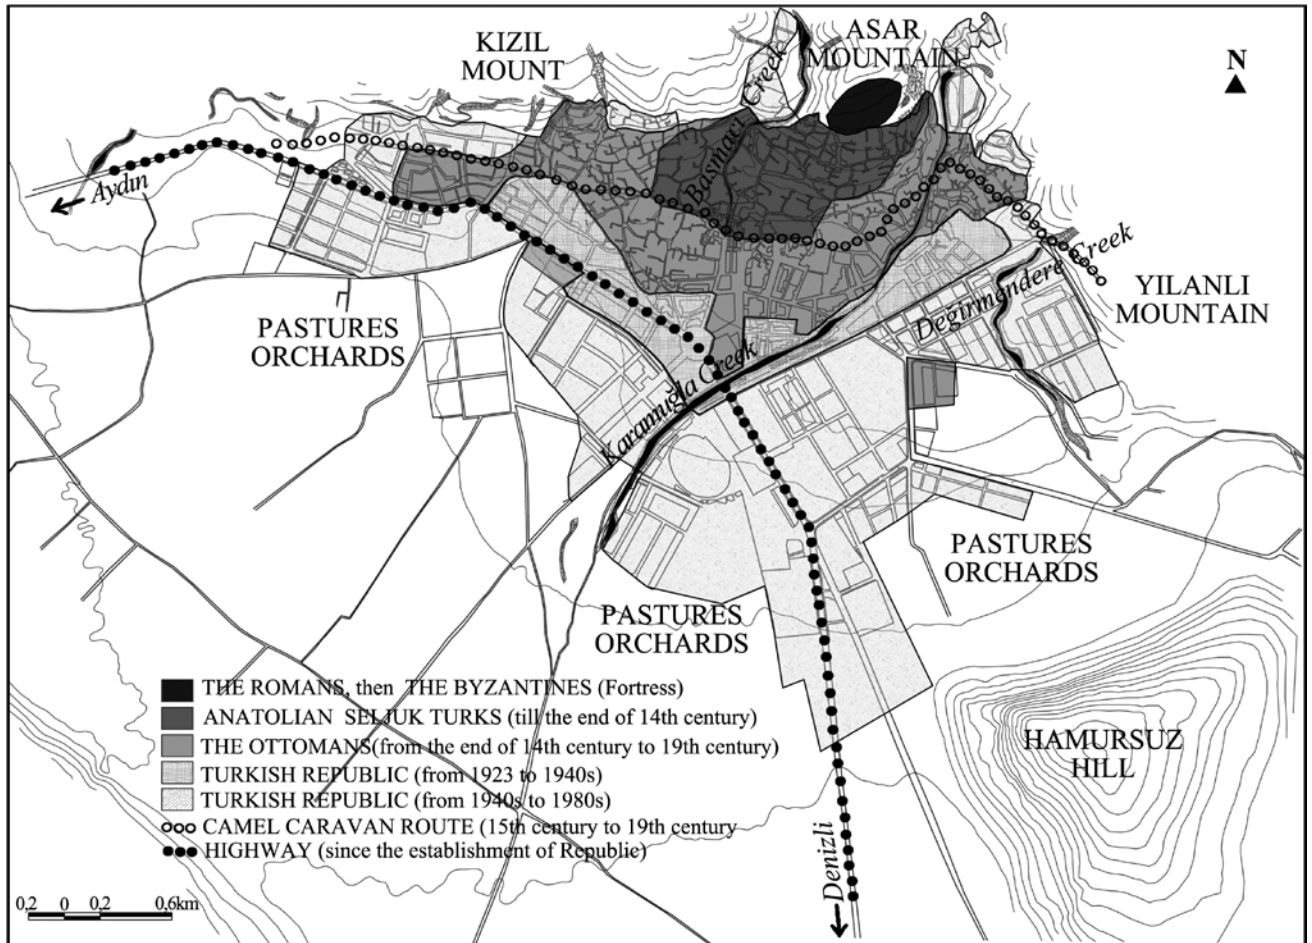 KIZIL
MOUNT
ASAR
MOUNTAIN
Creek
N
Basmacı
Aydın
Degirmendere Creek
YILANLI
MOUNTAIN
PASTURES
ORCHARDS
Karamuğla Creek
PASTURES
ORCHARDS
PASTURES
ORCHARDS
THE ROMANS, then THE BYZANTINES (Fortress)
ANATOLIAN SELJUK TURKS (till the end of 14th century)
THE OTTOMANS(from the end of 14th century to 19th century)
TURKISH REPUBLIC (from 1923 to 1940s)
TURKISH REPUBLIC (from 1940s to 1980s)
CAMEL CARAVAN ROUTE (15th century to 19th century
HIGHWAY (since the establishment of Republic)
HAMURSUZ
HILL
Denizli
0,2 0 0,2 0,6km